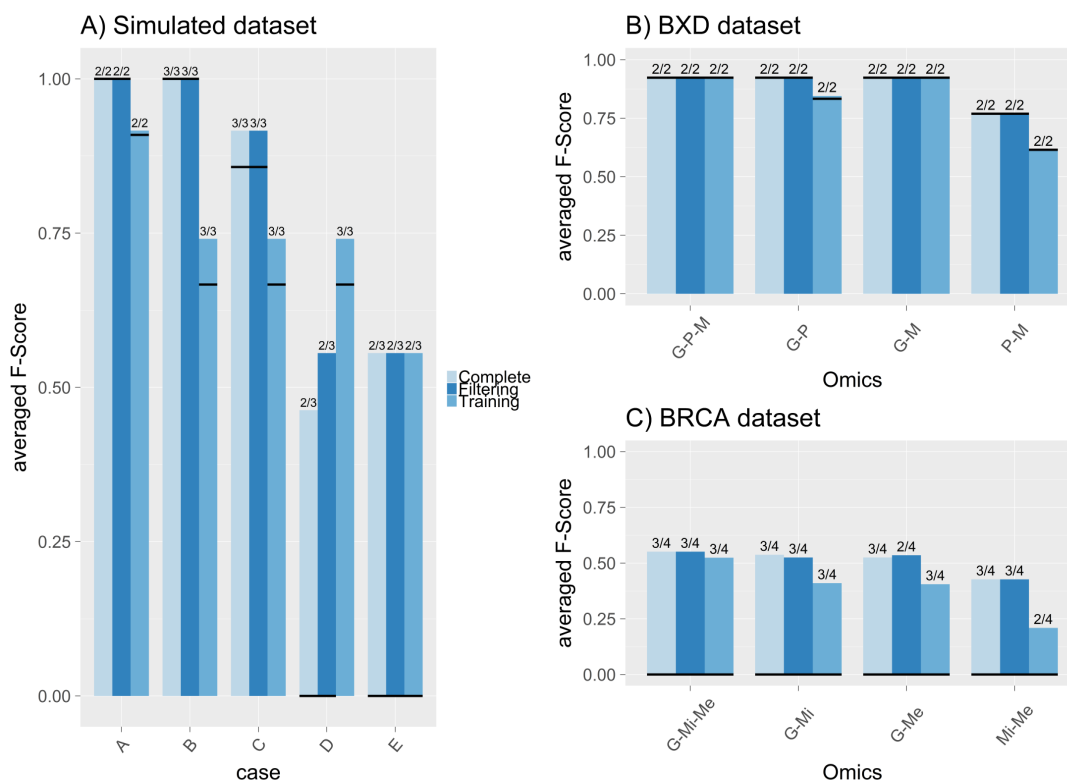 A) Simulated dataset
2/2 2/2 3/3 3/3
1.00
2/2
3/3 3/3
3/3 3/3 3/3
0.75
2/3 2/3 2/3 2/3
0.50
2/3
0.25
0.00
averaged F-Score
A B C D E
case
Complete
Filtering
Training
B) BXD dataset
1.00
2/2 2/2 2/2 2/2 2/2 2/2 2/2 2/2
2/2
2/2 2/2
0.75
2/2
0.50
0.25
0.00
averaged F-Score
G-P-M G-P G-M P-M
Omics
C) BRCA dataset
1.00
0.75
3/4 3/4 3/4 3/4 3/4 3/4 2/4
0.50
3/4 3/4 3/4 3/4
0.25
2/4
0.00
averaged F-Score
G-Mi-Me G-Mi G-Me Mi-Me
Omics